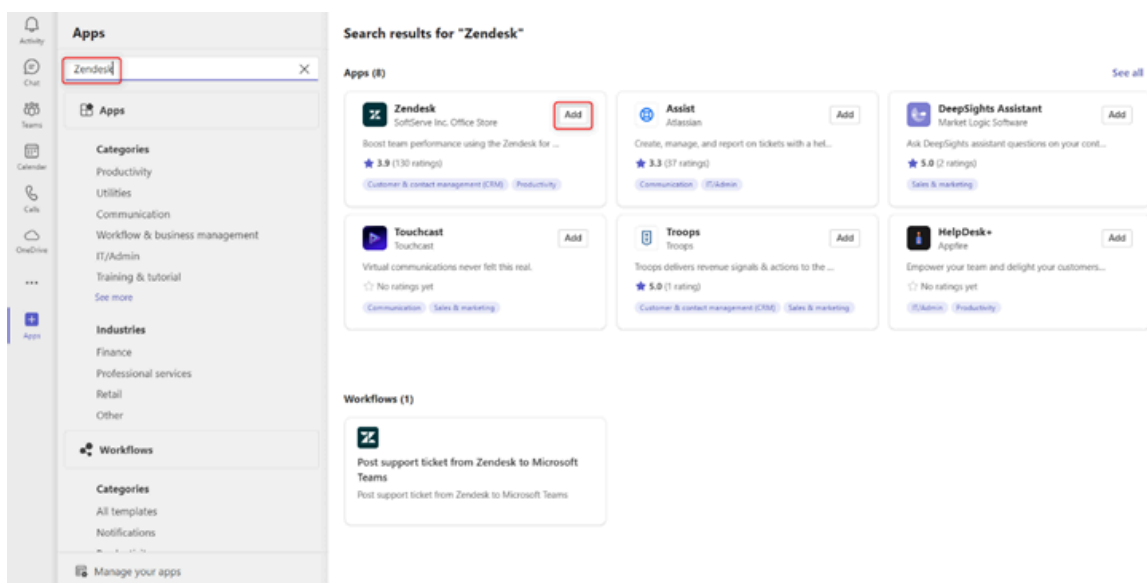 Activity
Chat
Teams
Calendar
Calls
OneDrive
...
Apps
Apps
Zendesk
Apps
Categories
Productivity
Utilities
Communication
Workflow & business management
IT/Admin
Training & tutorial
See more
Industries
Finance
Professional services
Retail
Other
Workflows
Categories
All templates
Notifications
Manage your apps
Search results for "Zendesk"
Apps (8)
See all
Zendesk
SoftServe Inc. Office Store
Add
Boost team performance using the Zendesk for ...
3.9 (130 ratings)
Customer & contact management (CRM) Productivity
Assist
Atlassian
Add
Create, manage, and report on tickets with a hel...
3.3 (37 ratings)
Communication IT/Admin
DeepSights Assistant
Market Logic Software
Add
Ask DeepSights assistant questions on your cont...
5.0 (2 ratings)
Sales & marketing
Touchcast
Touchcast
Add
Virtual communications never felt this real.
No ratings yet
Communication Sales & marketing
Troops
Troops
Add
Troops delivers revenue signals & actions to the ...
5.0 (1 rating)
Customer & contact management (CRM) Sales & marketing
HelpDesk+
Appfire
Add
Empower your team and delight your customers...
No ratings yet
IT/Admin Productivity
Workflows (1)
Post support ticket from Zendesk to Microsoft
Teams
Post support ticket from Zendesk to Microsoft Teams